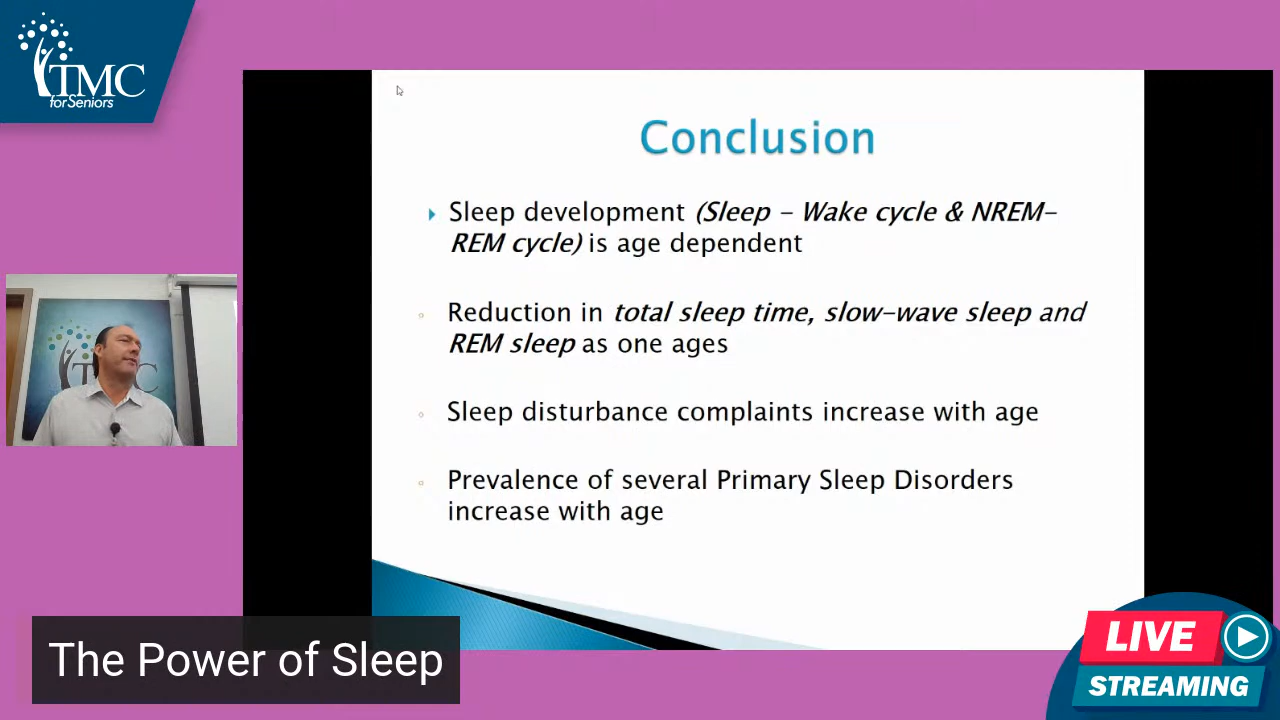 TMC
for Seniors
Conclusion
Sleep development (Sleep - Wake cycle & NREM-
REM cycle) is age dependent
Reduction in total sleep time, slow-wave sleep and
REM sleep as one ages
Sleep disturbance complaints increase with age
Prevalence of several Primary Sleep Disorders
increase with age
TMC
The Power of Sleep
LIVE
STREAMING